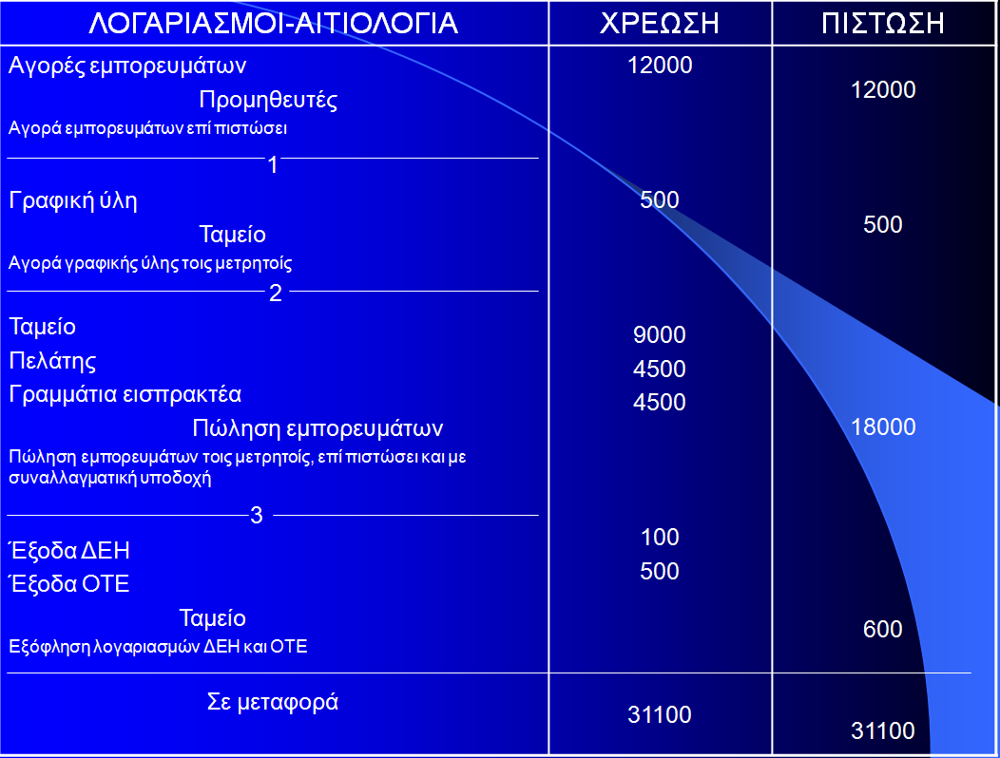 ΛΟΓΑΡΙΑΣΜΟΙ-ΑΙΤΙΟΛΟΓΙΑ ΧΡΕΩΣΗ ΠΙΣΤΩΣΗ
Αγορές εμπορευμάτων 12000
Προμηθευτές 12000
Αγορά εμπορευμάτων επί πιστώσει
1
Γραφική ύλη 500
Ταμείο 500
Αγορά γραφικής ύλης τοις μετρητοίς
2
Ταμείο 9000
Πελάτης 4500
Γραμμάτια εισπρακτέα 4500
Πώληση εμπορευμάτων 18000
Πώληση εμπορευμάτων τοις μετρητοίς, επί πιστώσει και με
συναλλαγματική υποδοχή
3
Έξοδα ΔΕΗ 100
Έξοδα ΟΤΕ 500
Ταμείο 600
Εξόφληση λογαριασμών ΔΕΗ και ΟΤΕ
Σε μεταφορά 31100 31100